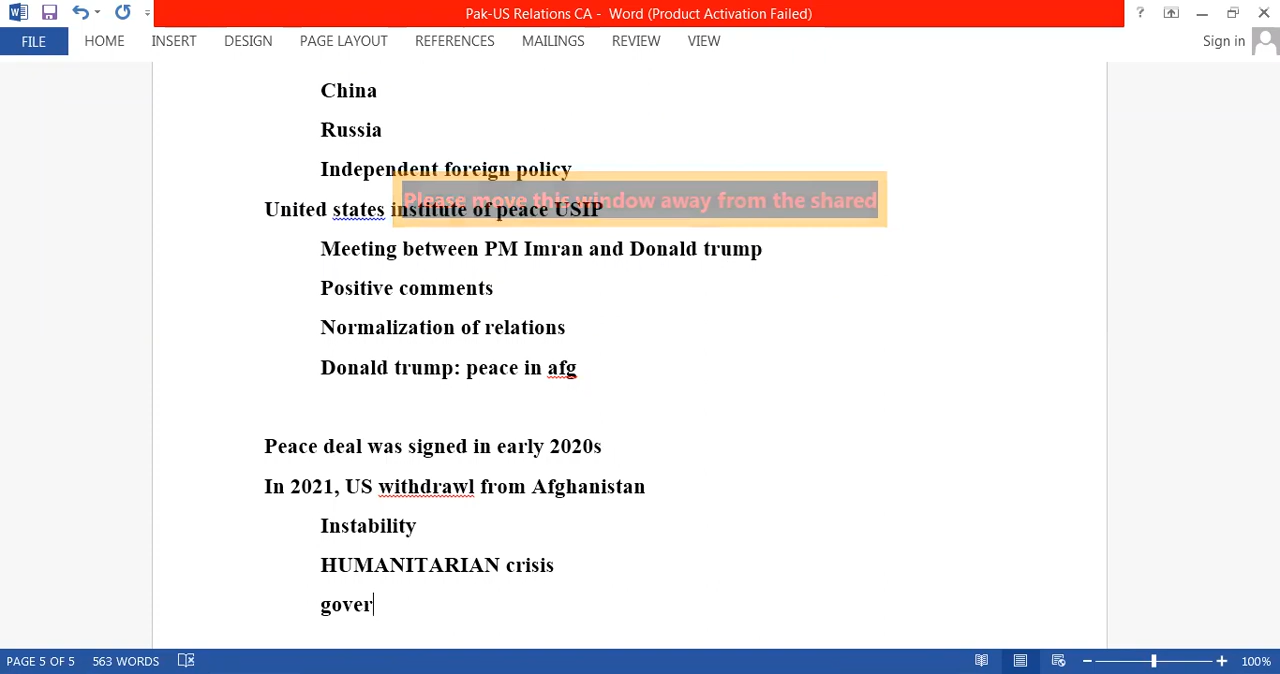 Pak-US Relations CA - Word (Product Activation Failed)
?
FILE HOME INSERT DESIGN PAGE LAYOUT REFERENCES MAILINGS REVIEW VIEW Sign in
China
Russia
Independent foreign policy
Please move this window away from the shared
United states institute of peace USIP
Meeting between PM Imran and Donald trump
Positive comments
Normalization of relations
Donald trump: peace in afg
Peace deal was signed in early 2020s
In 2021, US withdrawl from Afghanistan
Instability
HUMANITARIAN crisis
gover
PAGE 5 OF 5 563 WORDS 100%